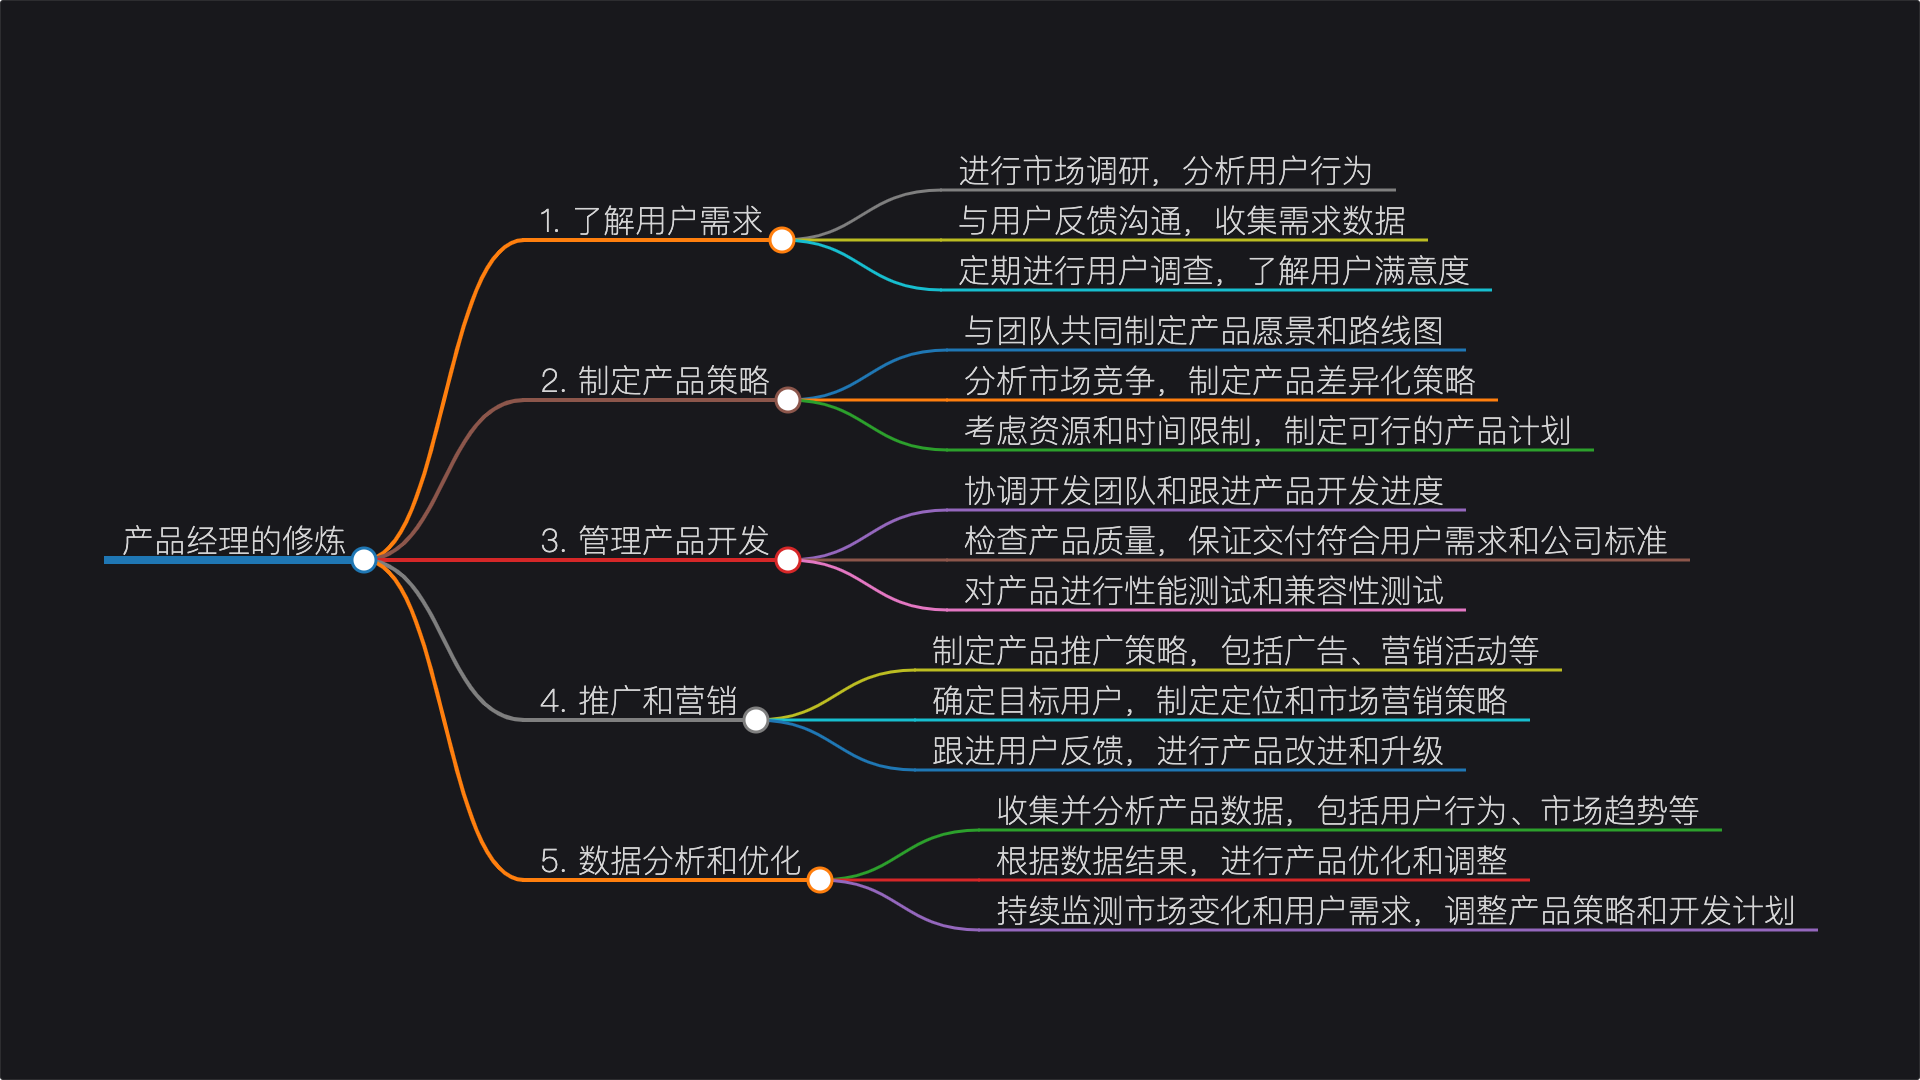 产品经理的修炼
1. 了解用户需求
进行市场调研，分析用户行为
与用户反馈沟通，收集需求数据
定期进行用户调查，了解用户满意度
2. 制定产品策略
与团队共同制定产品愿景和路线图
分析市场竞争，制定产品差异化策略
考虑资源和时间限制，制定可行的产品计划
3. 管理产品开发
协调开发团队和跟进产品开发进度
检查产品质量，保证交付符合用户需求和公司标准
对产品进行性能测试和兼容性测试
4. 推广和营销
制定产品推广策略，包括广告、营销活动等
确定目标用户，制定定位和市场营销策略
跟进用户反馈，进行产品改进和升级
5. 数据分析和优化
收集并分析产品数据，包括用户行为、市场趋势等
根据数据结果，进行产品优化和调整
持续监测市场变化和用户需求，调整产品策略和开发计划